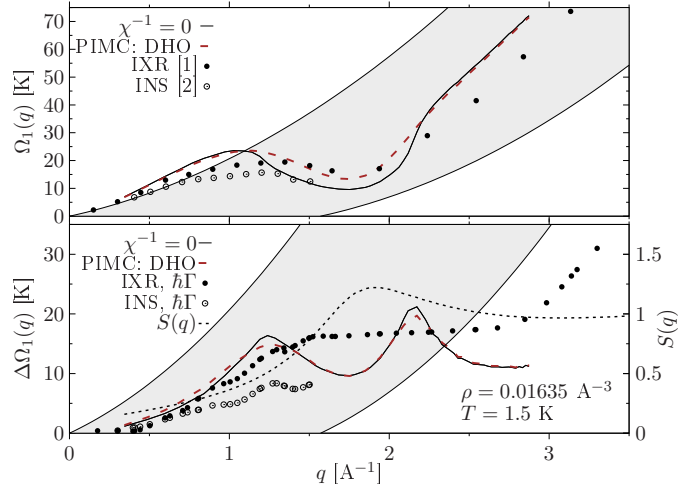 70
60
50
40
30
20
10
0
Ω₁(q) [K]
χ⁻¹ = 0
PIMC: DHO
IXR [1]
INS [2]
30
20
10
0
ΔΩ₁(q) [K]
χ⁻¹ = 0
PIMC: DHO
IXR, ℏΓ
INS, ℏΓ
S(q)
1.5
1
0.5
0
S(q)
ρ = 0.01635 A⁻³
T = 1.5 K
0 1 2 3
q [A⁻¹]